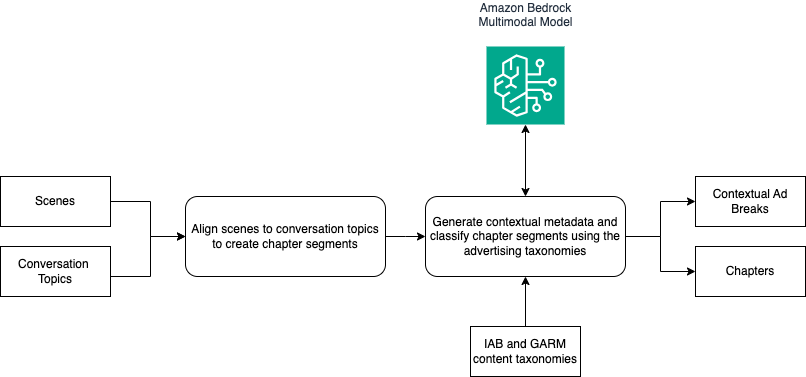 Amazon Bedrock
Multimodal Model
Scenes
Conversation
Topics
Align scenes to conversation topics
to create chapter segments
Generate contextual metadata and
classify chapter segments using the
advertising taxonomies
IAB and GARM
content taxonomies
Contextual Ad
Breaks
Chapters